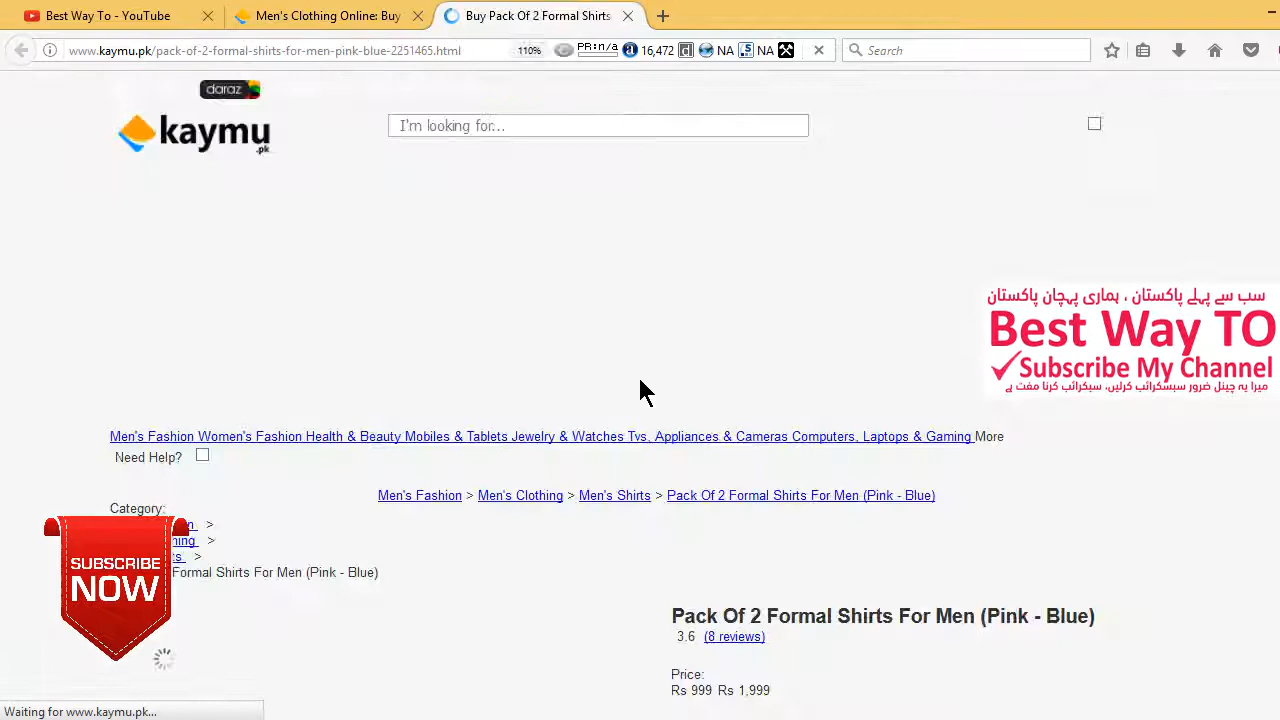 Best Way To - YouTube
Men's Clothing Online: Buy
Buy Pack Of 2 Formal Shirts
www.kaymu.pk/pack-of-2-formal-shirts-for-men-pink-blue-2251465.html
110%
PR: n/a
16,472
NA
NA
Search
daraz
kaymu.pk
I'm looking for...
سب سے پہلے پاکستان ، ہماری پہچان پاکستان
Best Way TO
Subscribe My Channel
میرا یہ چینل ضرور سبسکرائب کرلیں، سبکرائب کرنا مفت ہے
Men's Fashion Women's Fashion Health & Beauty Mobiles & Tablets Jewelry & Watches Tvs, Appliances & Cameras Computers, Laptops & Gaming More
Need Help?
Men's Fashion > Men's Clothing > Men's Shirts > Pack Of 2 Formal Shirts For Men (Pink - Blue)
Category:
>
>
>
Formal Shirts For Men (Pink - Blue)
SUBSCRIBE
NOW
Pack Of 2 Formal Shirts For Men (Pink - Blue)
3.6 (8 reviews)
Price:
Rs 999 Rs 1,999
Waiting for www.kaymu.pk...